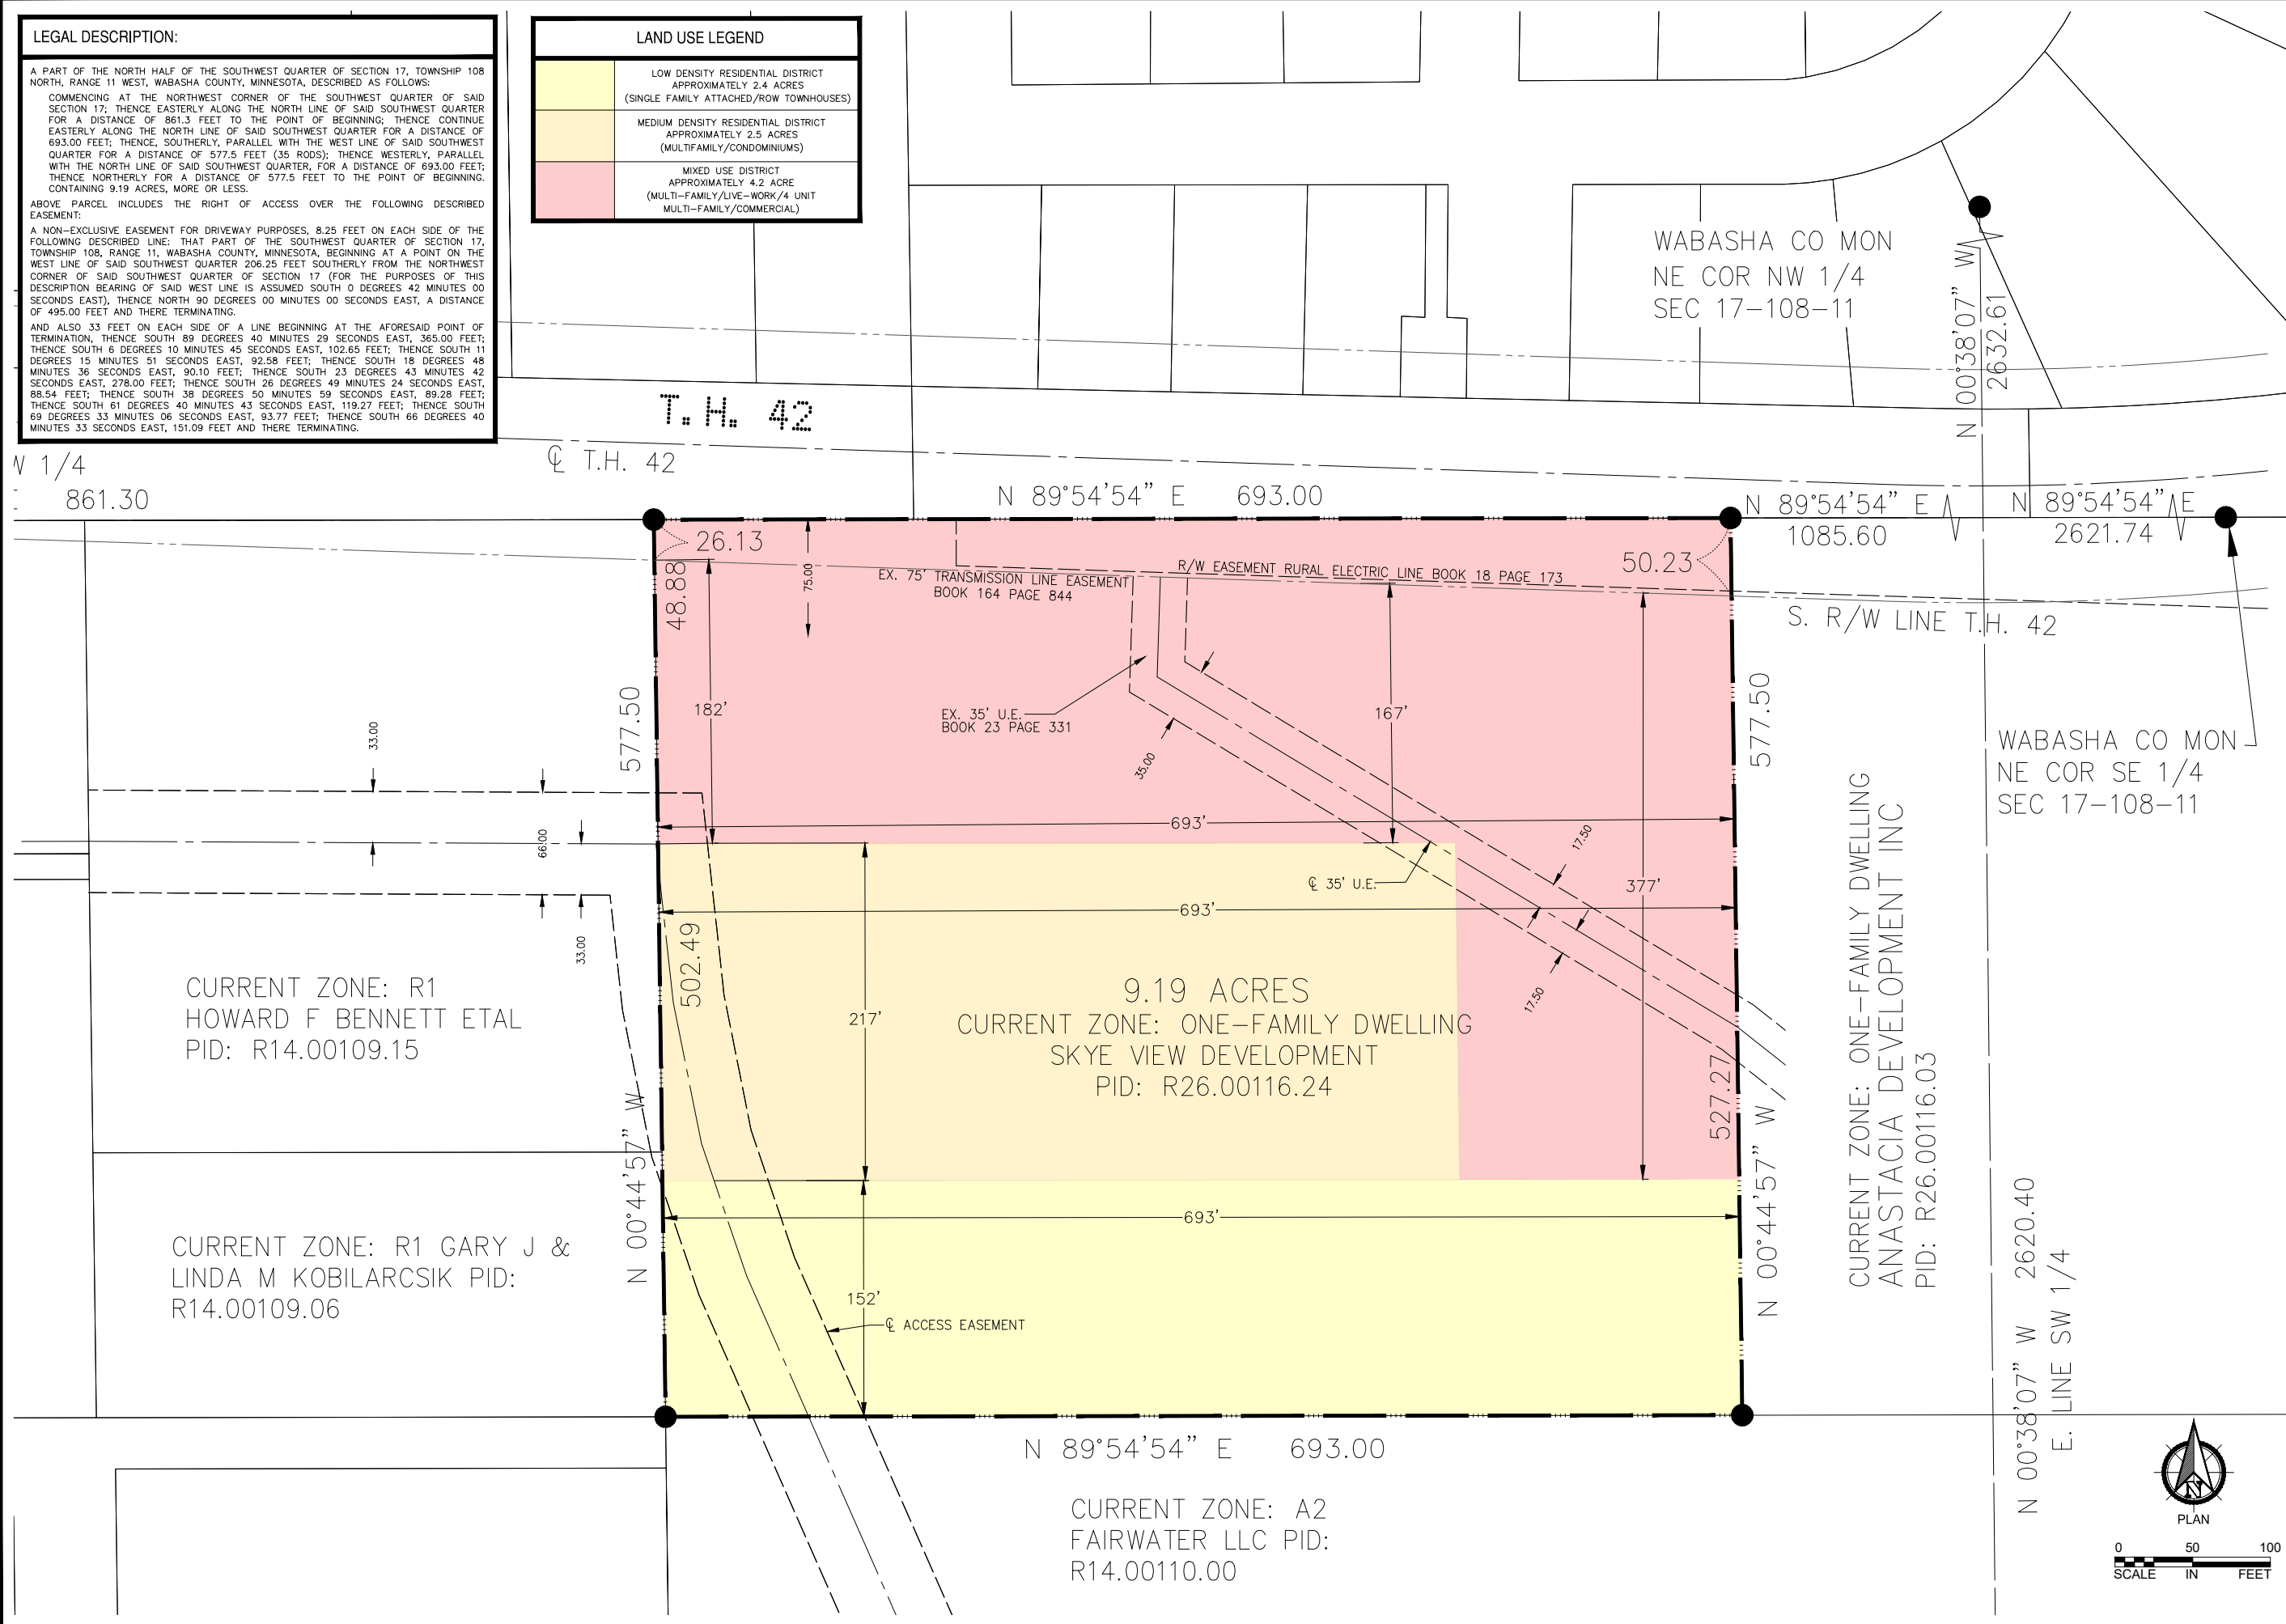 LEGAL DESCRIPTION:
A PART OF THE NORTH HALF OF THE SOUTHWEST QUARTER OF SECTION 17, TOWNSHIP 108
NORTH, RANGE 11 WEST, WABASHA COUNTY, MINNESOTA, DESCRIBED AS FOLLOWS:
COMMENCING AT THE NORTHWEST CORNER OF THE SOUTHWEST QUARTER OF SAID
SECTION 17; THENCE EASTERLY ALONG THE NORTH LINE OF SAID SOUTHWEST QUARTER
FOR A DISTANCE OF 861.3 FEET TO THE POINT OF BEGINNING; THENCE CONTINUE
EASTERLY ALONG THE NORTH LINE OF SAID SOUTHWEST QUARTER FOR A DISTANCE OF
693.00 FEET; THENCE, SOUTHERLY, PARALLEL WITH THE WEST LINE OF SAID SOUTHWEST
QUARTER FOR A DISTANCE OF 577.5 FEET (35 RODS); THENCE WESTERLY, PARALLEL
WITH THE NORTH LINE OF SAID SOUTHWEST QUARTER, FOR A DISTANCE OF 693.00 FEET;
THENCE NORTHERLY FOR A DISTANCE OF 577.5 FEET TO THE POINT OF BEGINNING.
CONTAINING 9.19 ACRES, MORE OR LESS.
ABOVE PARCEL INCLUDES THE RIGHT OF ACCESS OVER THE FOLLOWING DESCRIBED
EASEMENT:
A NON-EXCLUSIVE EASEMENT FOR DRIVEWAY PURPOSES, 8.25 FEET ON EACH SIDE OF THE
FOLLOWING DESCRIBED LINE: THAT PART OF THE SOUTHWEST QUARTER OF SECTION 17,
TOWNSHIP 108, RANGE 11, WABASHA COUNTY, MINNESOTA, BEGINNING AT A POINT ON THE
WEST LINE OF SAID SOUTHWEST QUARTER 206.25 FEET SOUTHERLY FROM THE NORTHWEST
CORNER OF SAID SOUTHWEST QUARTER OF SECTION 17 (FOR THE PURPOSES OF THIS
DESCRIPTION BEARING OF SAID WEST LINE IS ASSUMED SOUTH 0 DEGREES 42 MINUTES 00
SECONDS EAST), THENCE NORTH 90 DEGREES 00 MINUTES 00 SECONDS EAST, A DISTANCE
OF 495.00 FEET AND THERE TERMINATING.
AND ALSO 33 FEET ON EACH SIDE OF A LINE BEGINNING AT THE AFORESAID POINT OF
TERMINATION, THENCE SOUTH 89 DEGREES 40 MINUTES 29 SECONDS EAST, 365.00 FEET;
THENCE SOUTH 6 DEGREES 10 MINUTES 45 SECONDS EAST, 102.65 FEET; THENCE SOUTH 11
DEGREES 15 MINUTES 51 SECONDS EAST, 92.58 FEET; THENCE SOUTH 18 DEGREES 48
MINUTES 36 SECONDS EAST, 90.10 FEET; THENCE SOUTH 23 DEGREES 43 MINUTES 42
SECONDS EAST, 278.00 FEET; THENCE SOUTH 26 DEGREES 49 MINUTES 24 SECONDS EAST,
88.54 FEET; THENCE SOUTH 38 DEGREES 50 MINUTES 59 SECONDS EAST, 89.28 FEET;
THENCE SOUTH 61 DEGREES 40 MINUTES 43 SECONDS EAST, 119.27 FEET; THENCE SOUTH
69 DEGREES 33 MINUTES 06 SECONDS EAST, 93.77 FEET; THENCE SOUTH 66 DEGREES 40
MINUTES 33 SECONDS EAST, 151.09 FEET AND THERE TERMINATING.
LAND USE LEGEND
LOW DENSITY RESIDENTIAL DISTRICT
APPROXIMATELY 2.4 ACRES
(SINGLE FAMILY ATTACHED/ROW TOWNHOUSES)
MEDIUM DENSITY RESIDENTIAL DISTRICT
APPROXIMATELY 2.5 ACRES
(MULTIFAMILY/CONDOMINIUMS)
MIXED USE DISTRICT
APPROXIMATELY 4.2 ACRE
(MULTI-FAMILY/LIVE-WORK/4 UNIT
MULTI-FAMILY/COMMERCIAL)
WABASHA CO MON
NE COR NW 1/4
SEC 17-108-11
N 00°38'07" W
2632.61
T.H. 42
℄ T.H. 42
W 1/4
E 861.30
N 89°54'54" E 693.00
N 89°54'54" E
1085.60
N 89°54'54" E
2621.74
26.13
48.88
75.00
EX. 75' TRANSMISSION LINE EASEMENT
BOOK 164 PAGE 844
R/W EASEMENT RURAL ELECTRIC LINE BOOK 18 PAGE 173
50.23
S. R/W LINE T.H. 42
577.50
182'
EX. 35' U.E.
BOOK 23 PAGE 331
35.00
167'
577.50
WABASHA CO MON
NE COR SE 1/4
SEC 17-108-11
33.00
66.00
33.00
693'
17.50
℄ 35' U.E.
377'
693'
17.50
502.49
217'
CURRENT ZONE: R1
HOWARD F BENNETT ETAL
PID: R14.00109.15
9.19 ACRES
CURRENT ZONE: ONE-FAMILY DWELLING
SKYE VIEW DEVELOPMENT
PID: R26.00116.24
527.27
N 00°44'57" W
N 00°44'57" W
CURRENT ZONE: ONE-FAMILY DWELLING
ANASTACIA DEVELOPMENT INC
PID: R26.00116.03
693'
CURRENT ZONE: R1 GARY J &
LINDA M KOBILARCSIK PID:
R14.00109.06
152'
℄ ACCESS EASEMENT
N 00°38'07" W 2620.40
E. LINE SW 1/4
N 89°54'54" E 693.00
CURRENT ZONE: A2
FAIRWATER LLC PID:
R14.00110.00
N
PLAN
0 50 100
SCALE IN FEET